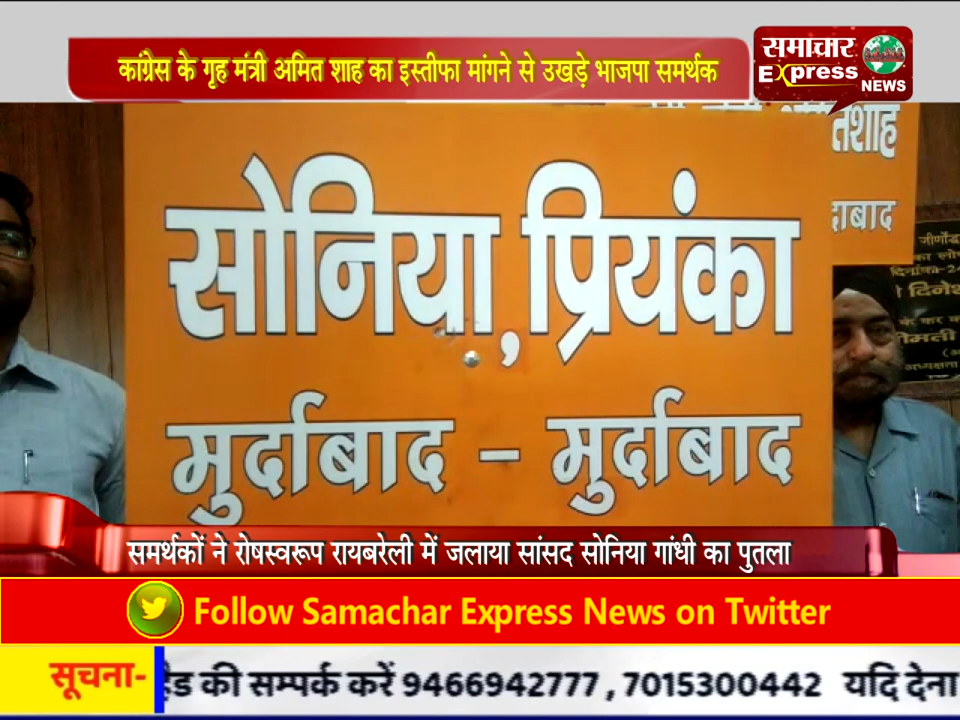 कांग्रेस के गृह मंत्री अमित शाह का इस्तीफा मांगने से उखड़े भाजपा समर्थक
समाचार
Express
NEWS
सोनिया, प्रियंका
मुर्दाबाद – मुर्दाबाद
समर्थकों ने रोषस्वरूप रायबरेली में जलाया सांसद सोनिया गांधी का पुतला
Follow Samachar Express News on Twitter
सूचना- की सम्पर्क करें 9466942777 , 7015300442 यदि देना